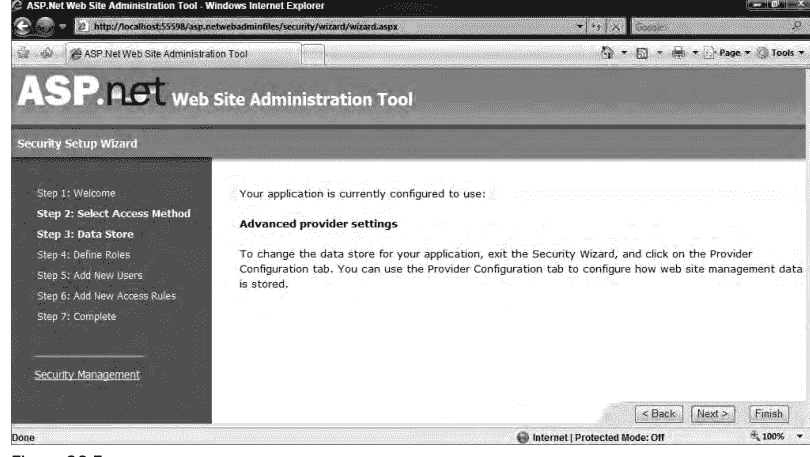 ASP.Net Web Site Administration Tool - Windows Internet Explorer
http://localhost:55598/asp.netwebadminfiles/security/wizard/wizard.aspx
Google
ASP.Net Web Site Administration Tool
Page
Tools
ASP.net Web Site Administration Tool
Security Setup Wizard
Step 1: Welcome
Step 2: Select Access Method
Step 3: Data Store
Step 4: Define Roles
Step 5: Add New Users
Step 6: Add New Access Rules
Step 7: Complete
Security Management
Your application is currently configured to use:
Advanced provider settings
To change the data store for your application, exit the Security Wizard, and click on the Provider
Configuration tab. You can use the Provider Configuration tab to configure how web site management data
is stored.
< Back
Next >
Finish
Done
Internet | Protected Mode: Off
100%